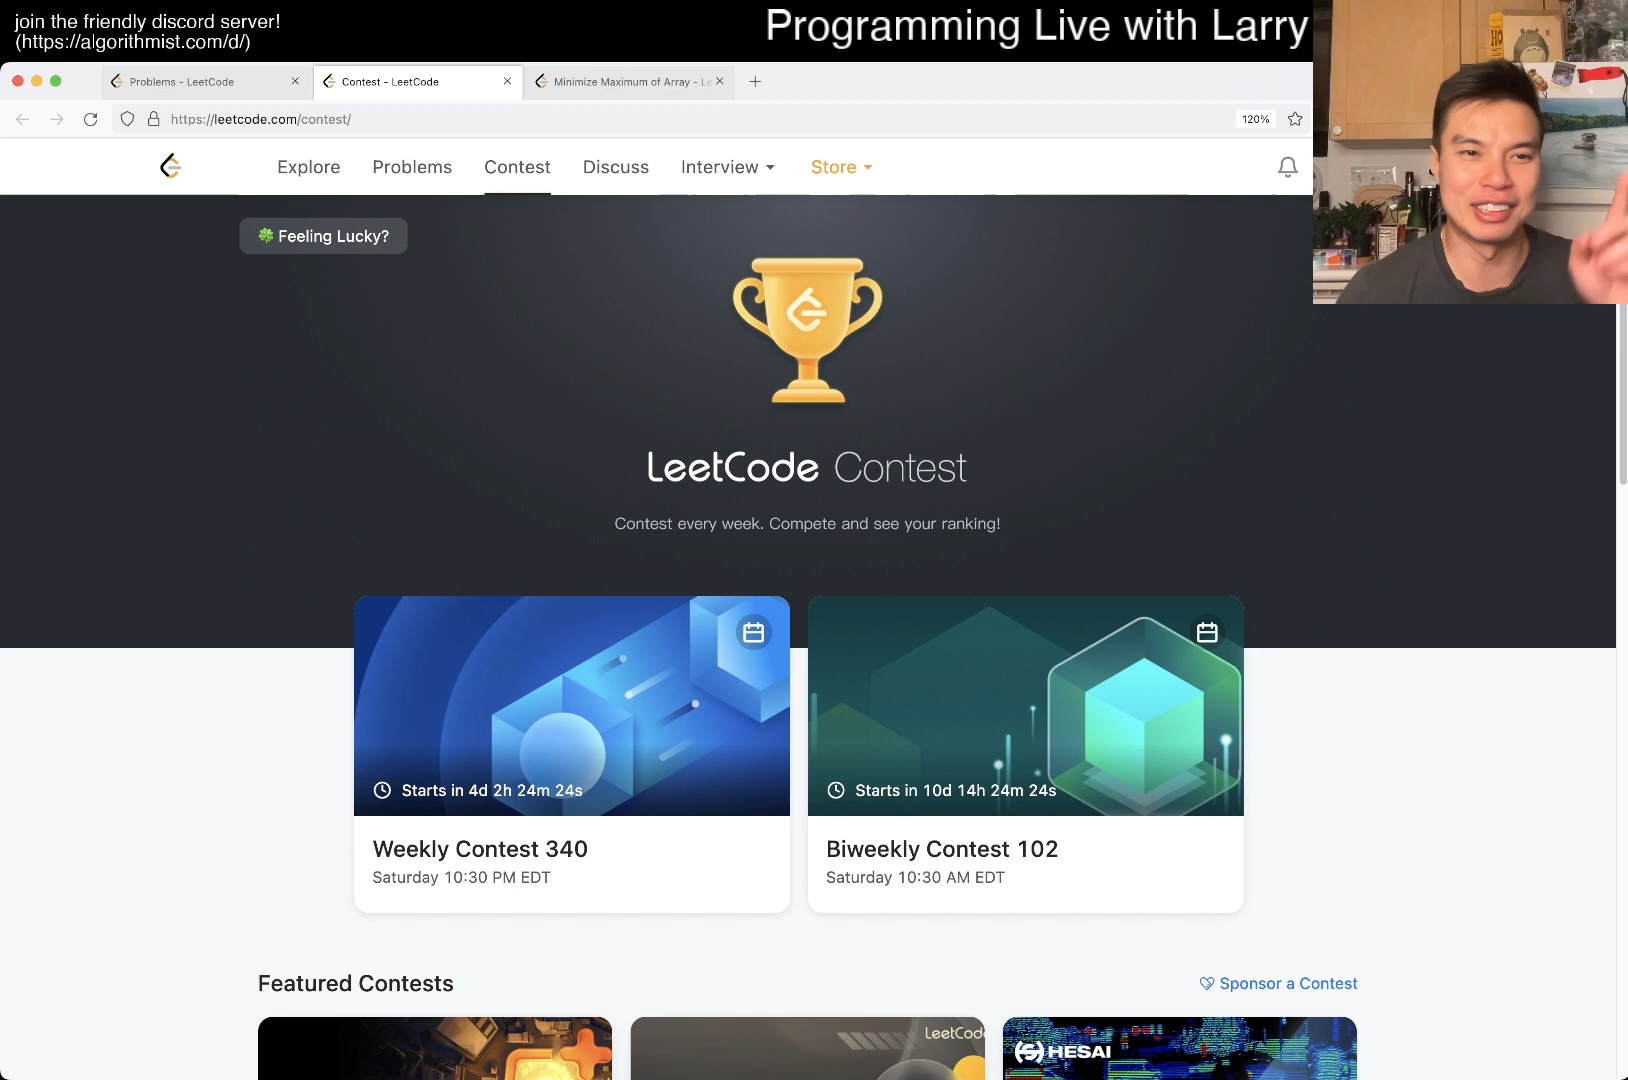 join the friendly discord server!
(https://algorithmist.com/d/)
Programming Live with Larry
Problems - LeetCode
Contest - LeetCode
Minimize Maximum of Array - Le
https://leetcode.com/contest/
120%
Explore
Problems
Contest
Discuss
Interview
Store
🍀 Feeling Lucky?
LeetCode Contest
Contest every week. Compete and see your ranking!
Starts in 4d 2h 24m 24s
Starts in 10d 14h 24m 24s
Weekly Contest 340
Saturday 10:30 PM EDT
Biweekly Contest 102
Saturday 10:30 AM EDT
Featured Contests
Sponsor a Contest
LeetCode
HESAI